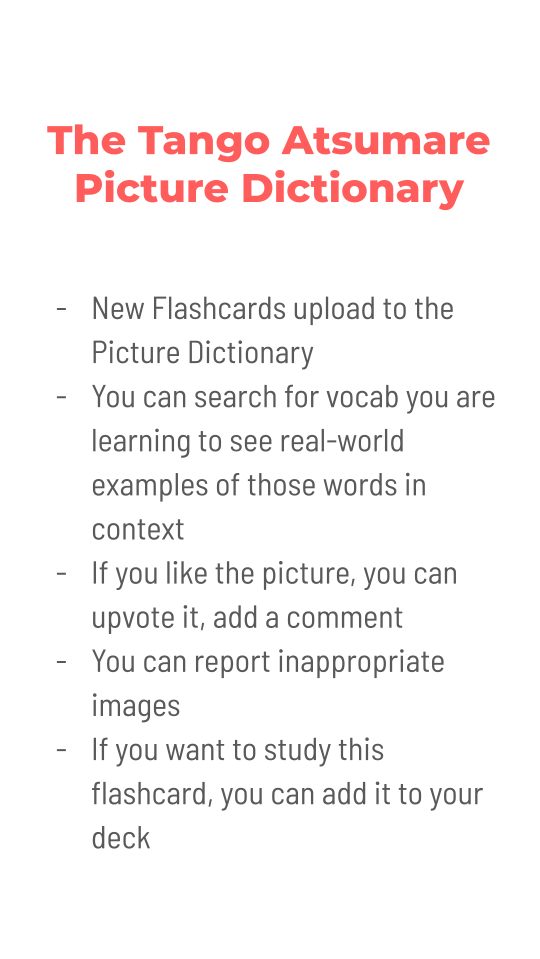 The Tango Atsumare
Picture Dictionary
- New Flashcards upload to the
Picture Dictionary
- You can search for vocab you are
learning to see real-world
examples of those words in
context
- If you like the picture, you can
upvote it, add a comment
- You can report inappropriate
images
- If you want to study this
flashcard, you can add it to your
deck